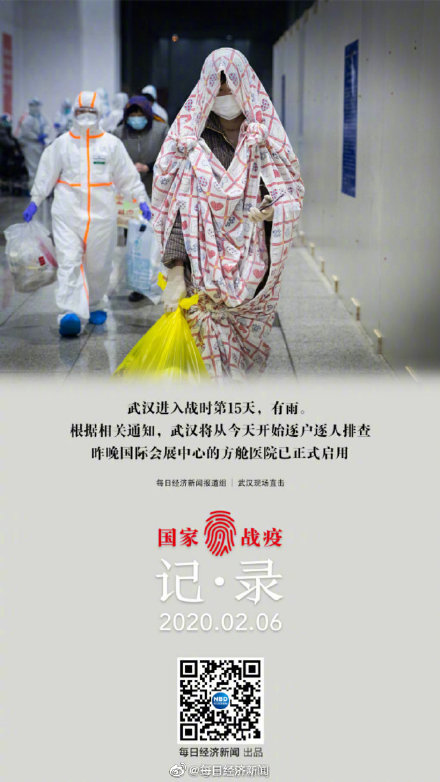 武汉进入战时第15天，有雨。
根据相关通知，武汉将从今天开始逐户逐人排查
昨晚国际会展中心的方舱医院已正式启用
每日经济新闻报道组 | 武汉现场直击
国家战疫
记·录
2020.02.06
NBD
每日经济新闻 出品
@每日经济新闻